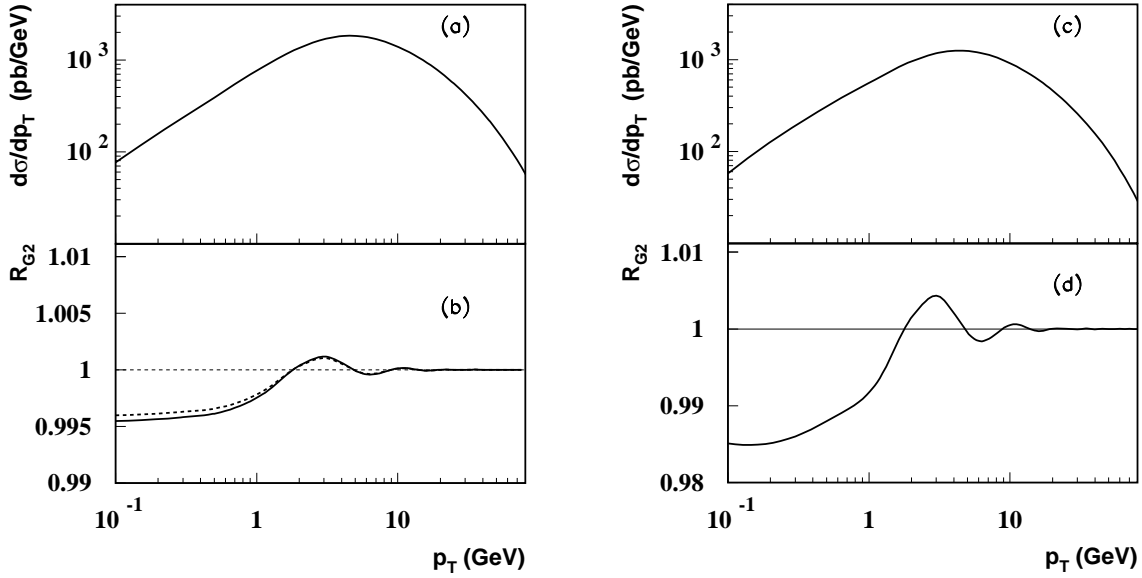 dσ/dp_T (pb/GeV)
10^3
10^2
(a)
R_G2
1.01
1.005
1
0.995
0.99
(b)
10^-1
1
10
p_T (GeV)
dσ/dp_T (pb/GeV)
10^3
10^2
(c)
R_G2
1.01
1
0.99
0.98
(d)
10^-1
1
10
p_T (GeV)